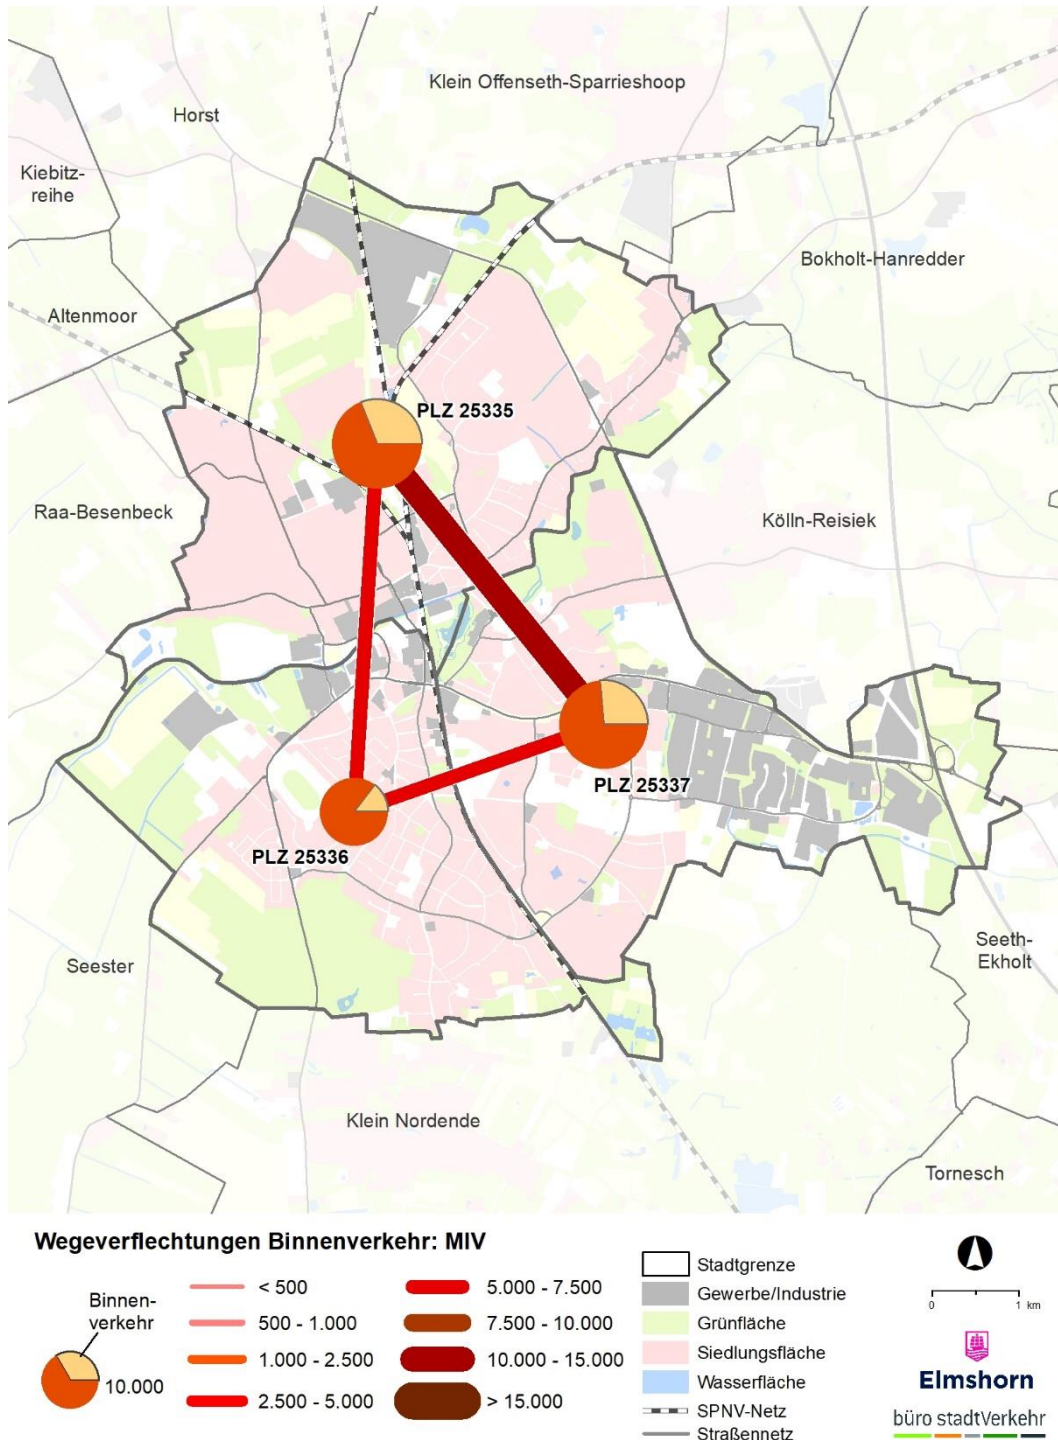 Klein Offenseth-Sparrieshoop
Horst
Kiebitz-
reihe
Bokholt-Hanredder
Altenmoor
PLZ 25335
Raa-Besenbeck
Kölln-Reisiek
PLZ 25337
PLZ 25336
Seester
Seeth-
Ekholt
Klein Nordende
Tornesch
Wegeverflechtungen Binnenverkehr: MIV
Binnen-
verkehr
10.000
< 500
500 - 1.000
1.000 - 2.500
2.500 - 5.000
5.000 - 7.500
7.500 - 10.000
10.000 - 15.000
> 15.000
Stadtgrenze
Gewerbe/Industrie
Grünfläche
Siedlungsfläche
Wasserfläche
SPNV-Netz
Straßennetz
0 1 km
Elmshorn
büro stadtVerkehr